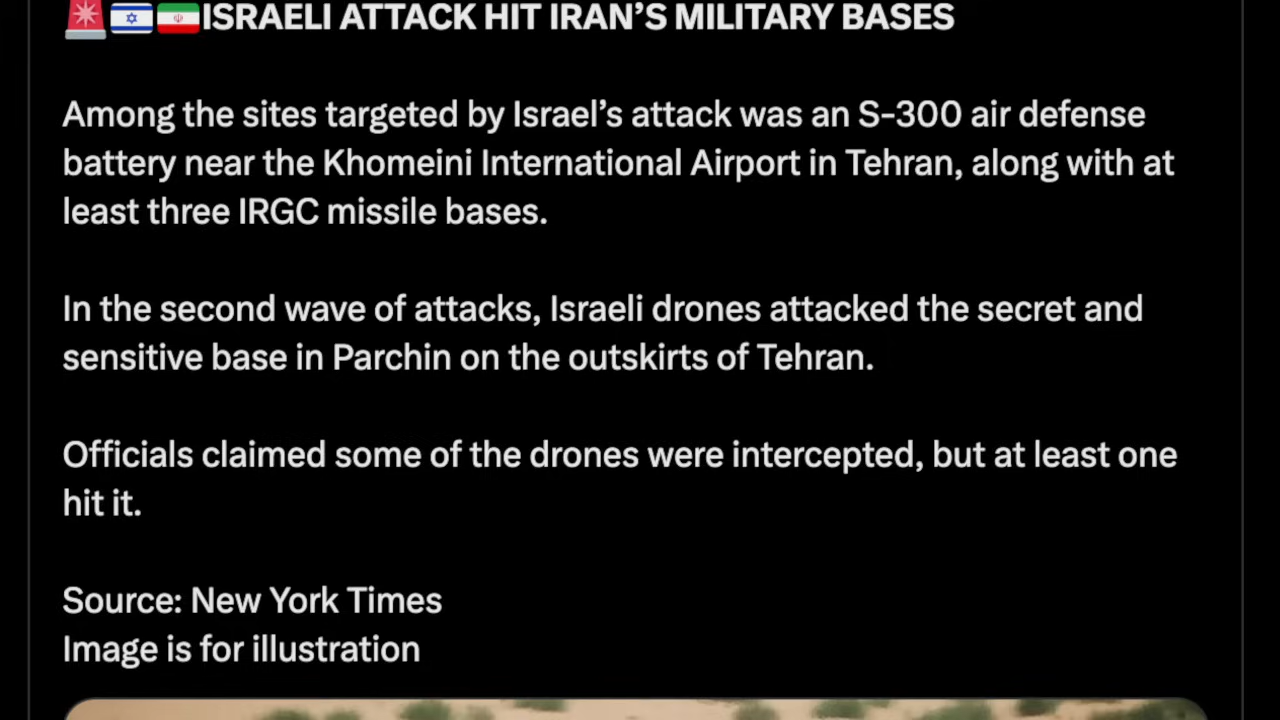 🚨🇮🇱🇮🇷ISRAELI ATTACK HIT IRAN’S MILITARY BASES
Among the sites targeted by Israel’s attack was an S-300 air defense
battery near the Khomeini International Airport in Tehran, along with at
least three IRGC missile bases.
In the second wave of attacks, Israeli drones attacked the secret and
sensitive base in Parchin on the outskirts of Tehran.
Officials claimed some of the drones were intercepted, but at least one
hit it.
Source: New York Times
Image is for illustration